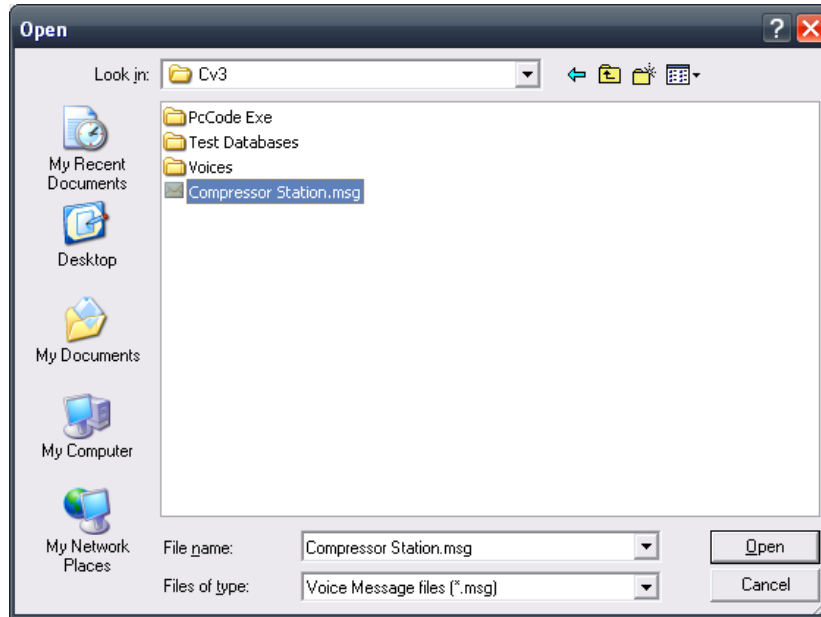 Open
Look in: Cv3
PcCode Exe
Test Databases
Voices
Compressor Station.msg
My Recent
Documents
Desktop
My Documents
My Computer
My Network
Places
File name: Compressor Station.msg Open
Files of type: Voice Message files (*.msg) Cancel